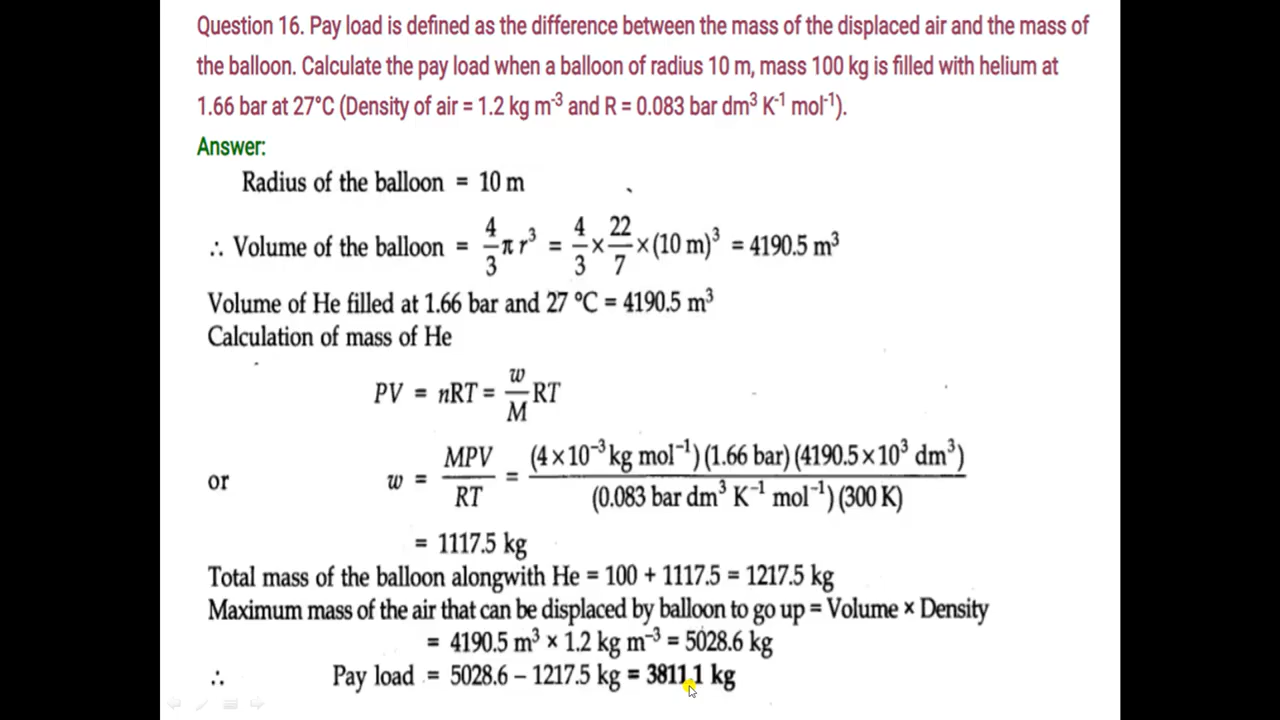 Question 16. Pay load is defined as the difference between the mass of the displaced air and the mass of
the balloon. Calculate the pay load when a balloon of radius 10 m, mass 100 kg is filled with helium at
1.66 bar at 27°C (Density of air = 1.2 kg m⁻³ and R = 0.083 bar dm³ K⁻¹ mol⁻¹).
Answer:
Radius of the balloon = 10 m
∴ Volume of the balloon = 4/3 π r³ = 4/3 × 22/7 × (10 m)³ = 4190.5 m³
Volume of He filled at 1.66 bar and 27 °C = 4190.5 m³
Calculation of mass of He
PV = nRT = w/M RT
or w = MPV/RT = (4 × 10⁻³ kg mol⁻¹) (1.66 bar) (4190.5 × 10³ dm³)/(0.083 bar dm³ K⁻¹ mol⁻¹) (300 K)
= 1117.5 kg
Total mass of the balloon alongwith He = 100 + 1117.5 = 1217.5 kg
Maximum mass of the air that can be displaced by balloon to go up = Volume × Density
= 4190.5 m³ × 1.2 kg m⁻³ = 5028.6 kg
∴ Pay load = 5028.6 – 1217.5 kg = 3811.1 kg